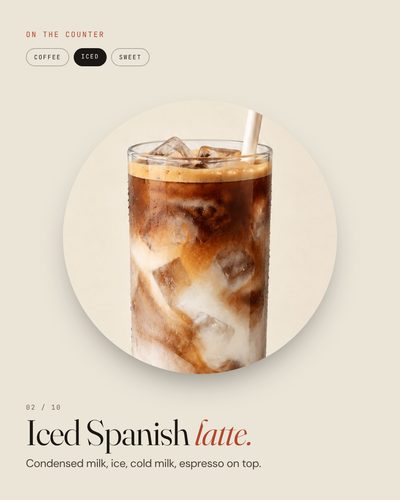 ON THE COUNTER
COFFEE ICED SWEET
02 / 10
Iced Spanish latte.
Condensed milk, ice, cold milk, espresso on top.